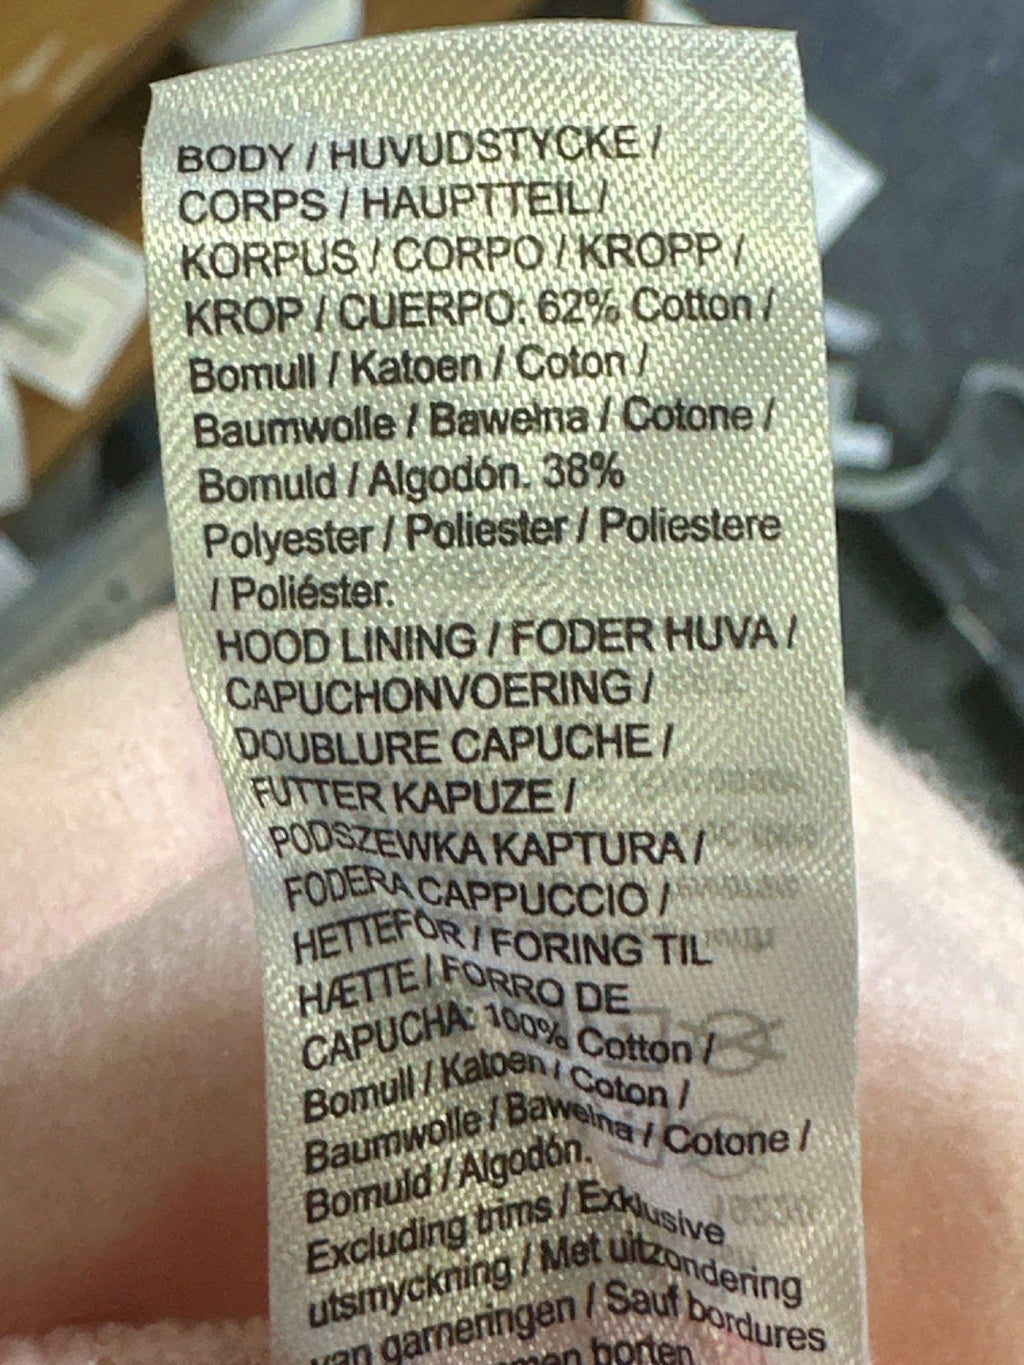 BODY / HUVUDSTYCKE /
CORPS / HAUPTTEIL /
KORPUS / CORPO / KROPP /
KROP / CUERPO: 62% Cotton /
Bomull / Katoen / Coton /
Baumwolle / Bawełna / Cotone /
Bomuld / Algodón. 38%
Polyester / Poliester / Poliestere
/ Poliéster.
HOOD LINING / FODER HUVA /
CAPUCHONVOERING /
DOUBLURE CAPUCHE /
FUTTER KAPUZE /
PODSZEWKA KAPTURA /
FODERA CAPPUCCIO /
HETTEFÔR / FORING TIL
HÆTTE / FORRO DE
CAPUCHA: 100% Cotton /
Bomull / Katoen / Coton /
Baumwolle / Bawełna / Cotone /
Bomuld / Algodón.
Excluding trims / Exklusive
utsmyckning / Met uitzondering
van garneringen / Sauf bordures
borten